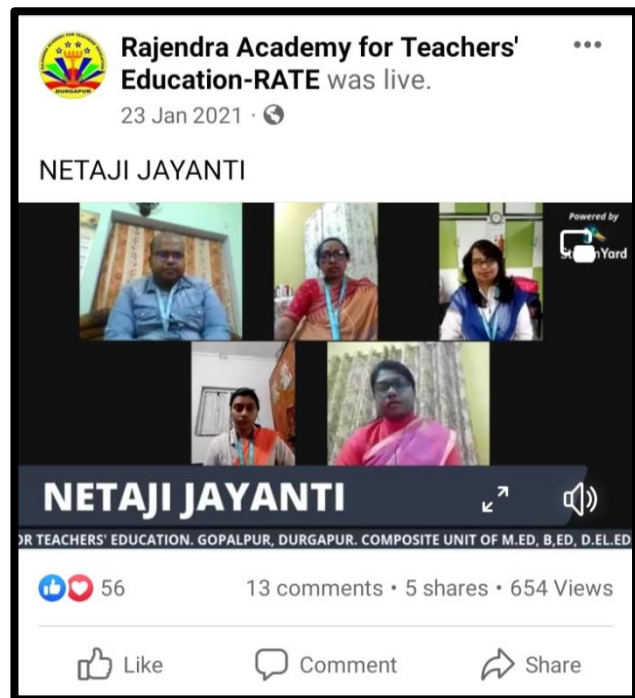 Rajendra Academy for Teachers'
Education-RATE was live.
23 Jan 2021 ·
NETAJI JAYANTI
Powered by
StreamYard
NETAJI JAYANTI
OR TEACHERS' EDUCATION. GOPALPUR, DURGAPUR. COMPOSITE UNIT OF M.ED, B,ED, D.EL.ED
56
13 comments • 5 shares • 654 Views
Like
Comment
Share
DURGAPUR